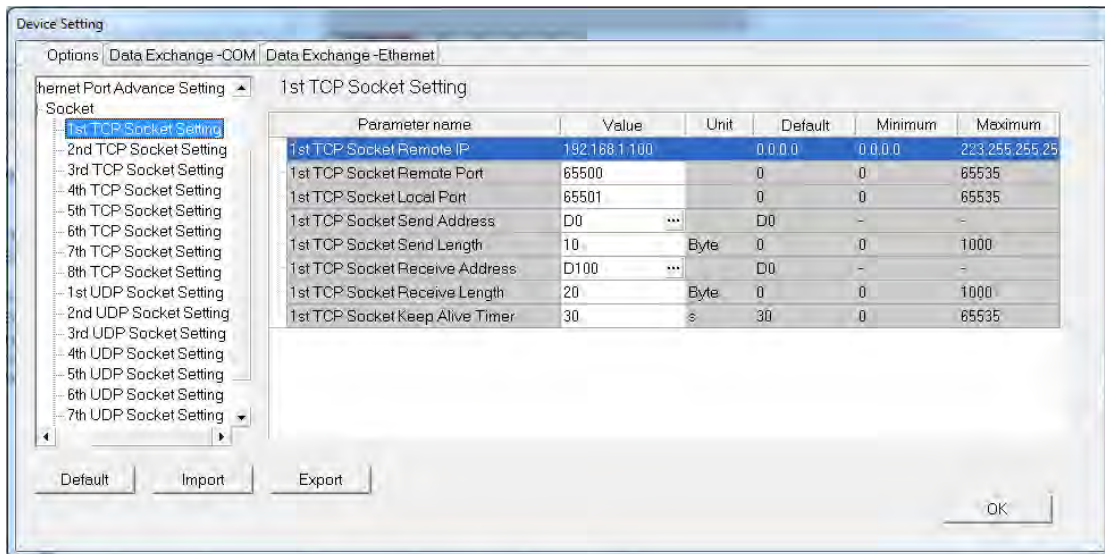 Device Setting
Options Data Exchange -COM Data Exchange -Ethernet
hernet Port Advance Setting
Socket
1st TCP Socket Setting
2nd TCP Socket Setting
3rd TCP Socket Setting
4th TCP Socket Setting
5th TCP Socket Setting
6th TCP Socket Setting
7th TCP Socket Setting
8th TCP Socket Setting
1st UDP Socket Setting
2nd UDP Socket Setting
3rd UDP Socket Setting
4th UDP Socket Setting
5th UDP Socket Setting
6th UDP Socket Setting
7th UDP Socket Setting
1st TCP Socket Setting
Parameter name Value Unit Default Minimum Maximum
1st TCP Socket Remote IP 192.168.1.100 0.0.0.0 0.0.0.0 223.255.255.25
1st TCP Socket Remote Port 65500 0 0 65535
1st TCP Socket Local Port 65501 0 0 65535
1st TCP Socket Send Address D0 ... D0 - -
1st TCP Socket Send Length 10 Byte 0 0 1000
1st TCP Socket Receive Address D100 ... D0 - -
1st TCP Socket Receive Length 20 Byte 0 0 1000
1st TCP Socket Keep Alive Timer 30 s 30 0 65535
Default Import Export
OK